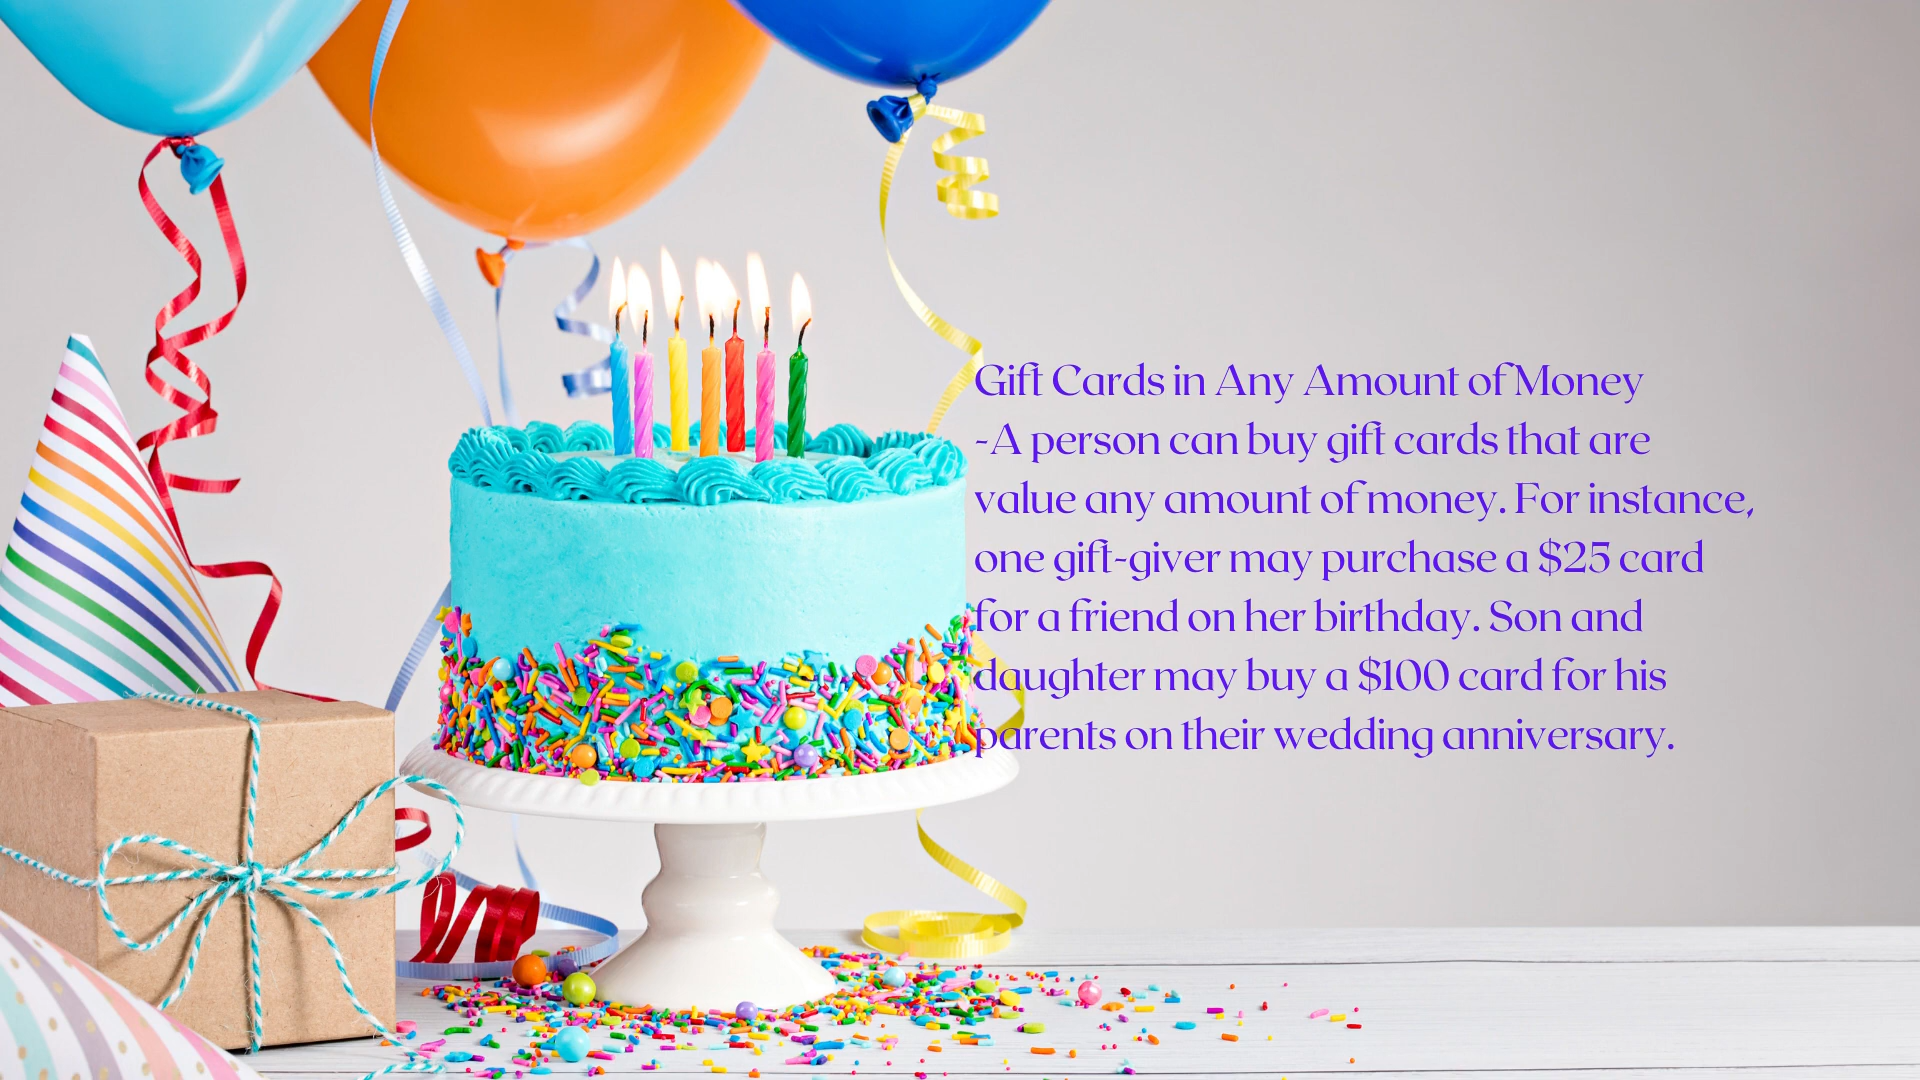 Gift Cards in Any Amount of Money
-A person can buy gift cards that are
value any amount of money. For instance,
one gift-giver may purchase a $25 card
for a friend on her birthday. Son and
daughter may buy a $100 card for his
parents on their wedding anniversary.